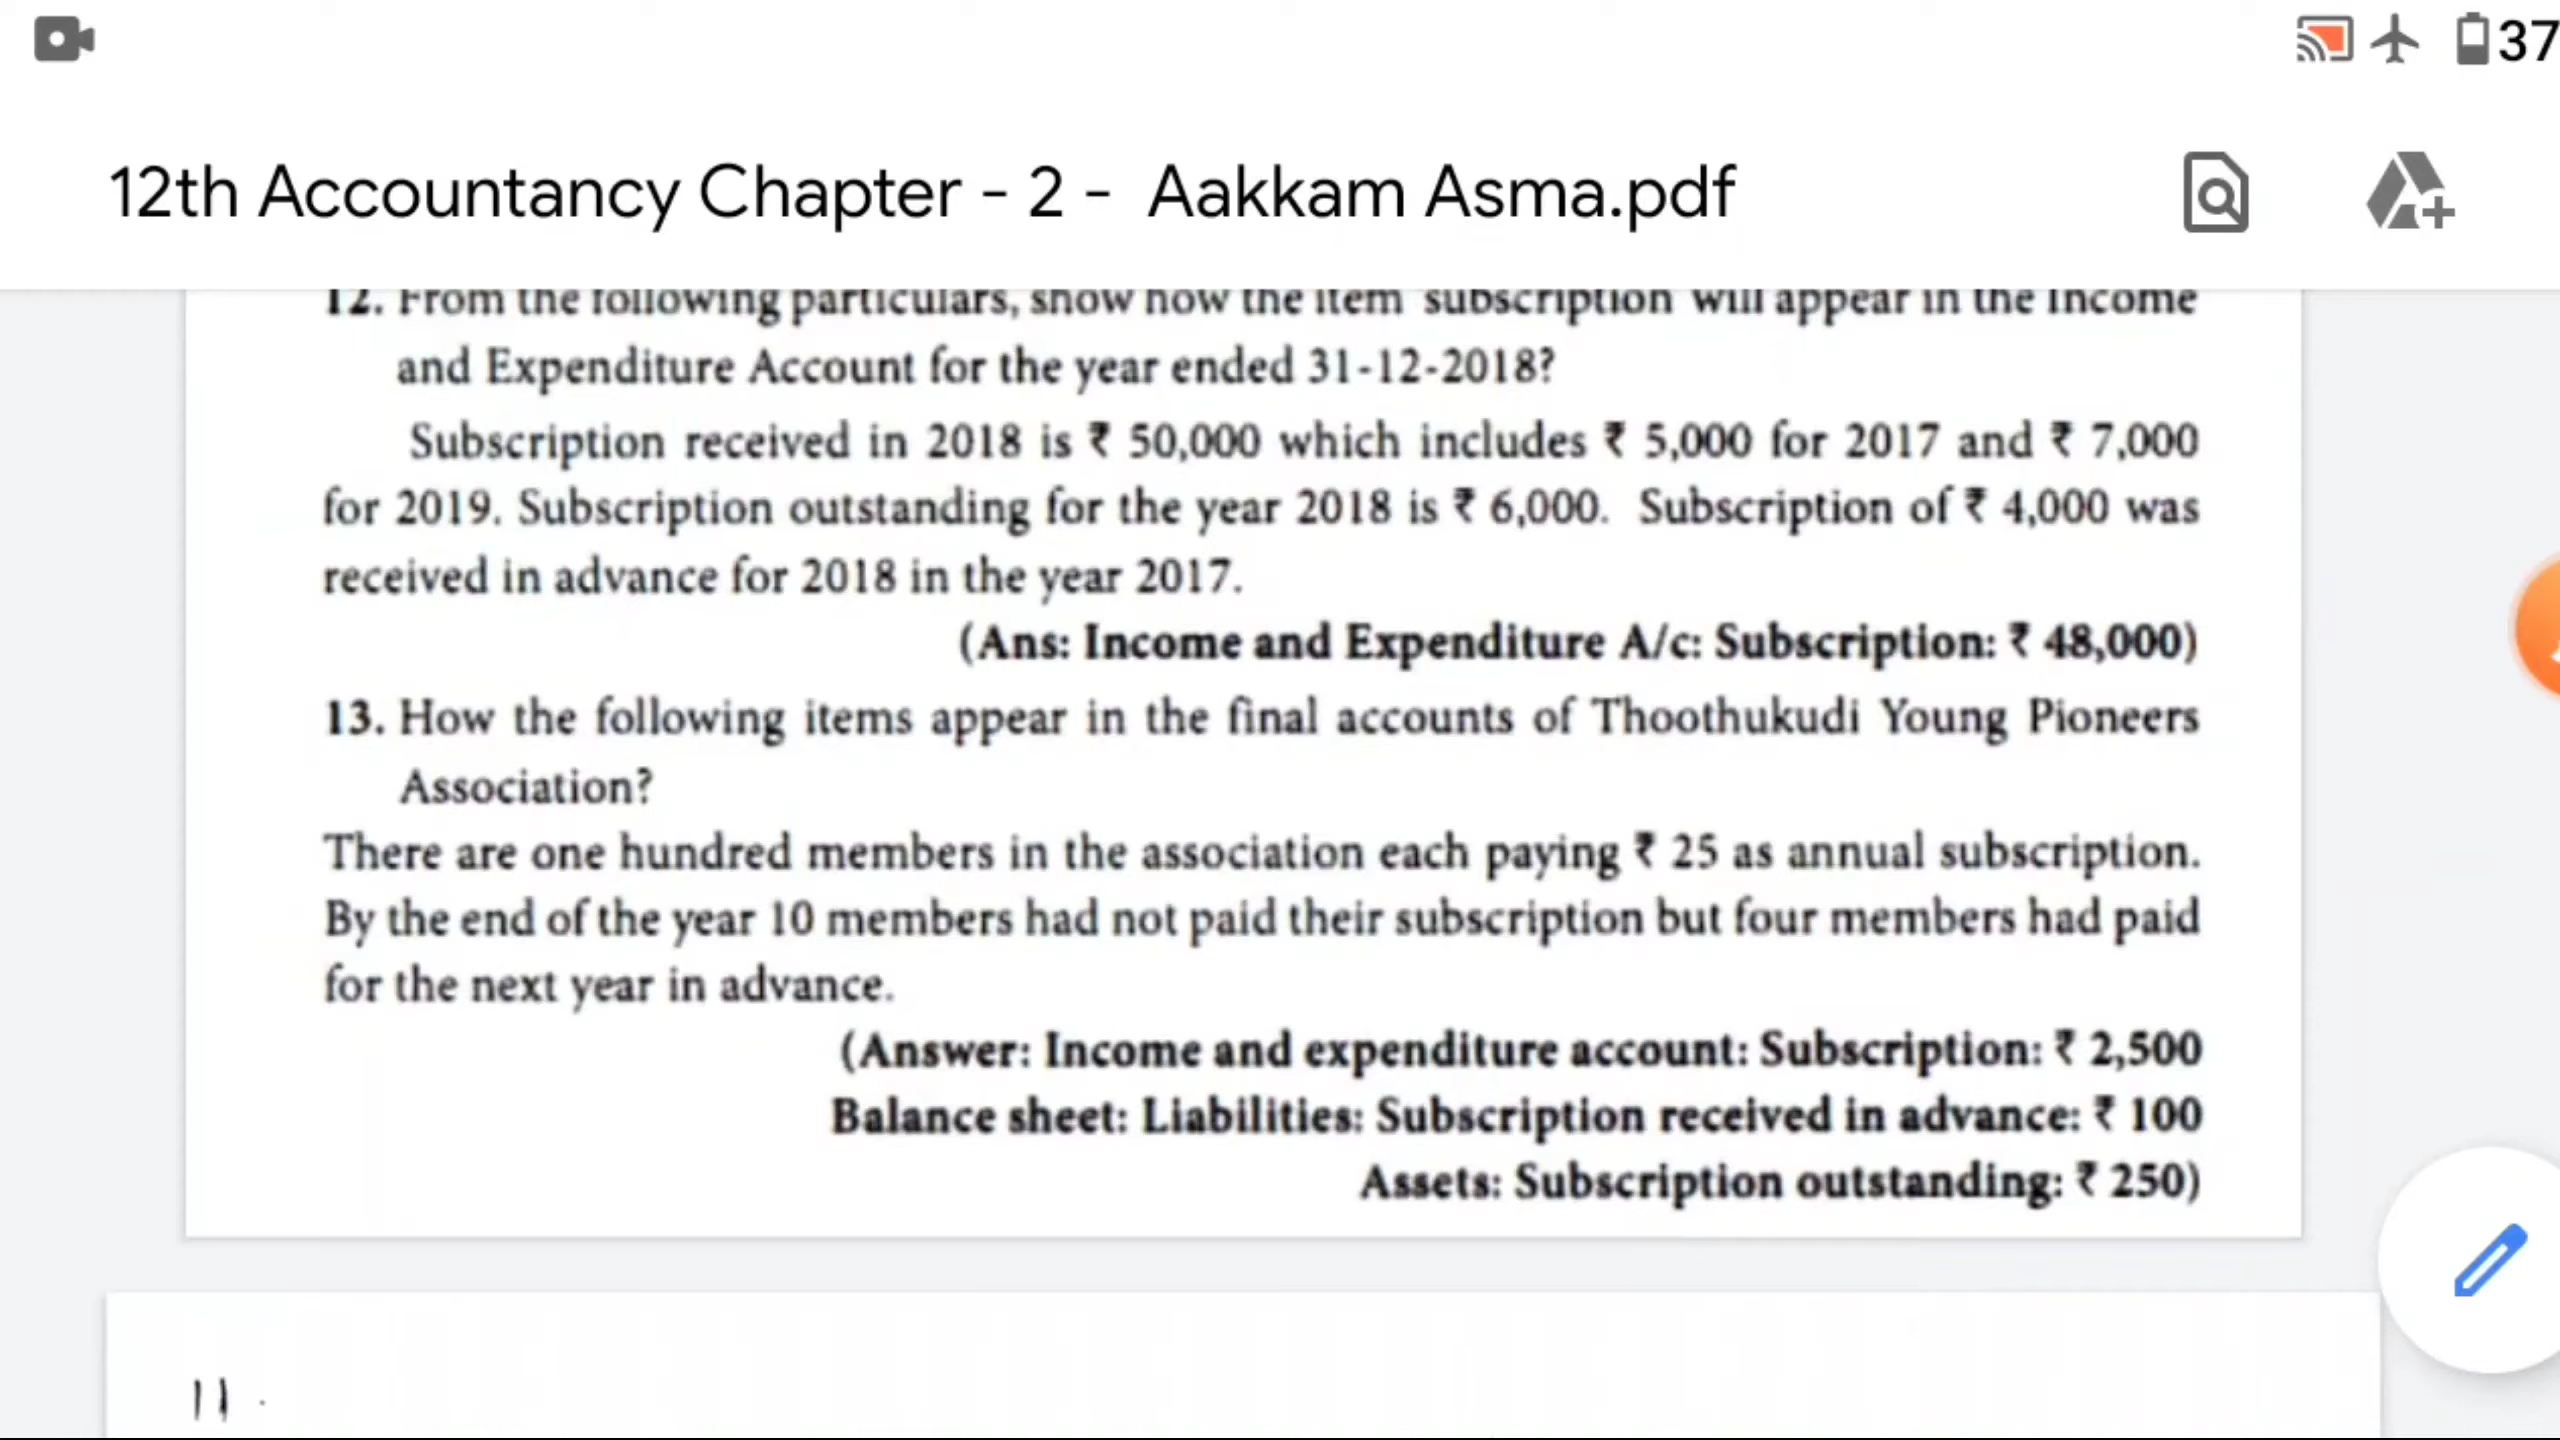 37
12th Accountancy Chapter - 2 - Aakkam Asma.pdf
12. From the following particulars, show how the item subscription will appear in the Income
and Expenditure Account for the year ended 31-12-2018?
Subscription received in 2018 is ₹ 50,000 which includes ₹ 5,000 for 2017 and ₹ 7,000
for 2019. Subscription outstanding for the year 2018 is ₹ 6,000. Subscription of ₹ 4,000 was
received in advance for 2018 in the year 2017.
(Ans: Income and Expenditure A/c: Subscription: ₹ 48,000)
13. How the following items appear in the final accounts of Thoothukudi Young Pioneers
Association?
There are one hundred members in the association each paying ₹ 25 as annual subscription.
By the end of the year 10 members had not paid their subscription but four members had paid
for the next year in advance.
(Answer: Income and expenditure account: Subscription: ₹ 2,500
Balance sheet: Liabilities: Subscription received in advance: ₹ 100
Assets: Subscription outstanding: ₹ 250)
11.